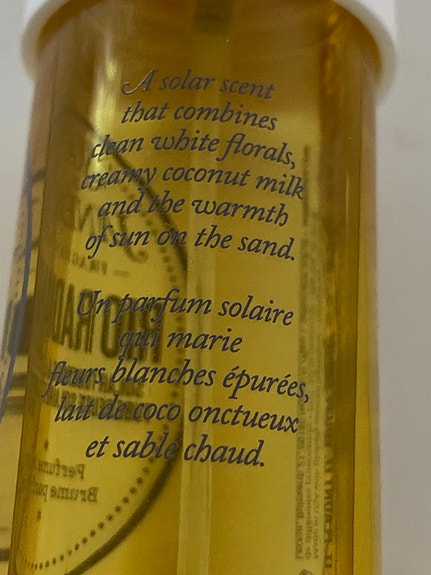 A solar scent
that combines
clean white florals,
creamy coconut milk
and the warmth
of sun on the sand.
Un parfum solaire
qui marie
fleurs blanches épurées,
lait de coco onctueux
et sable chaud.